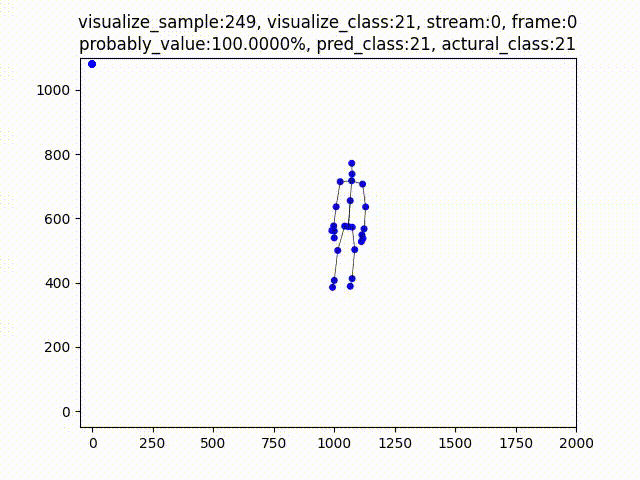 visualize_sample:249, visualize_class:21, stream:0, frame:0
probably_value:100.0000%, pred_class:21, actural_class:21
1000
800
600
400
200
0
0 250 500 750 1000 1250 1500 1750 2000